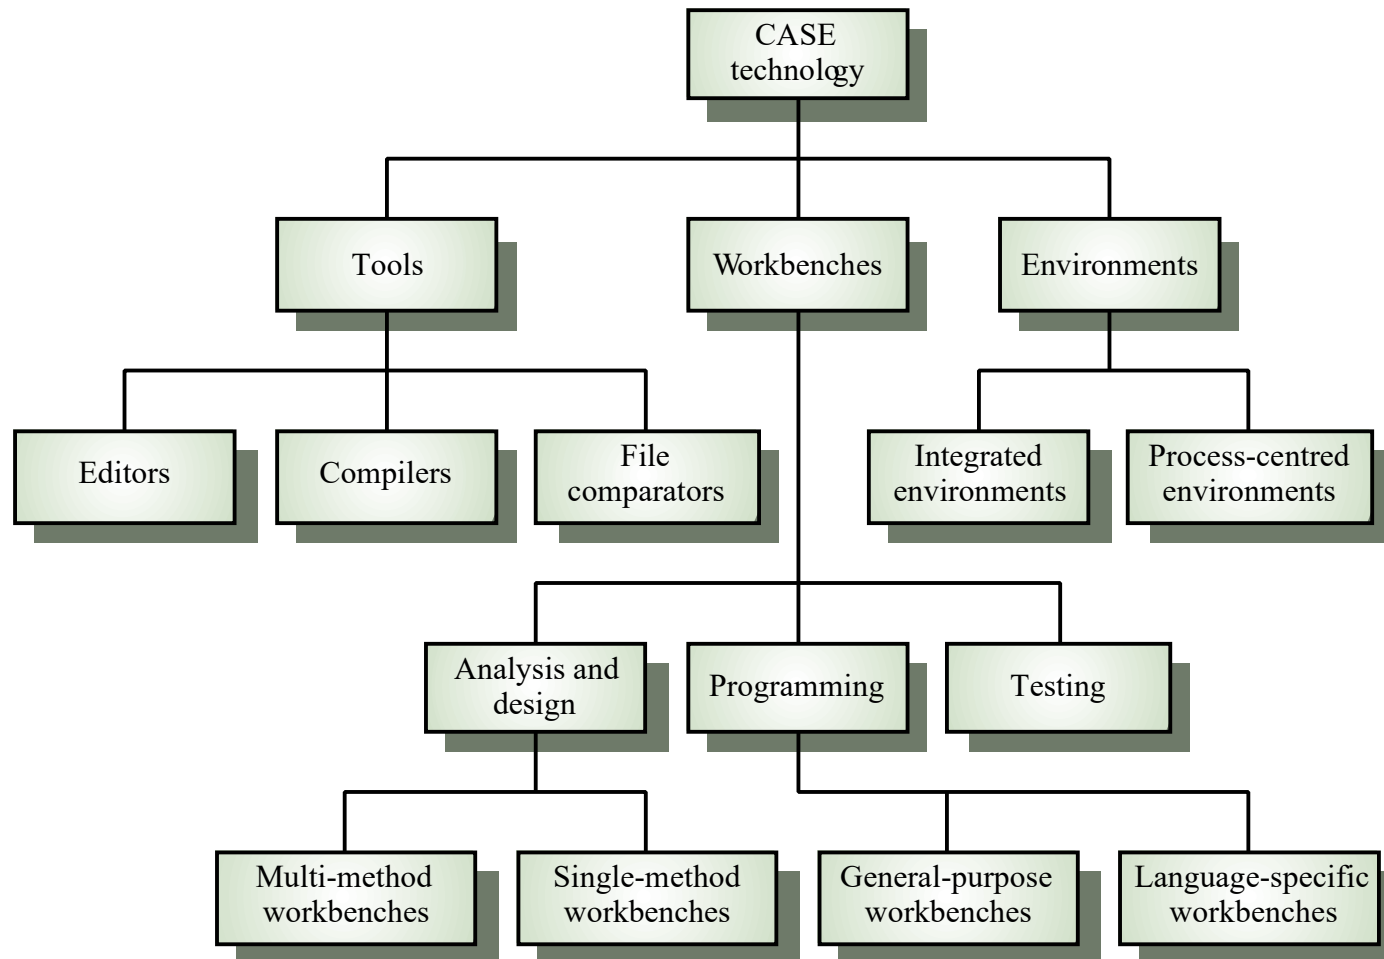 CASE
technology
Tools
Workbenches
Environments
Editors
Compilers
File
comparators
Integrated
environments
Process-centred
environments
Analysis and
design
Programming
Testing
Multi-method
workbenches
Single-method
workbenches
General-purpose
workbenches
Language-specific
workbenches